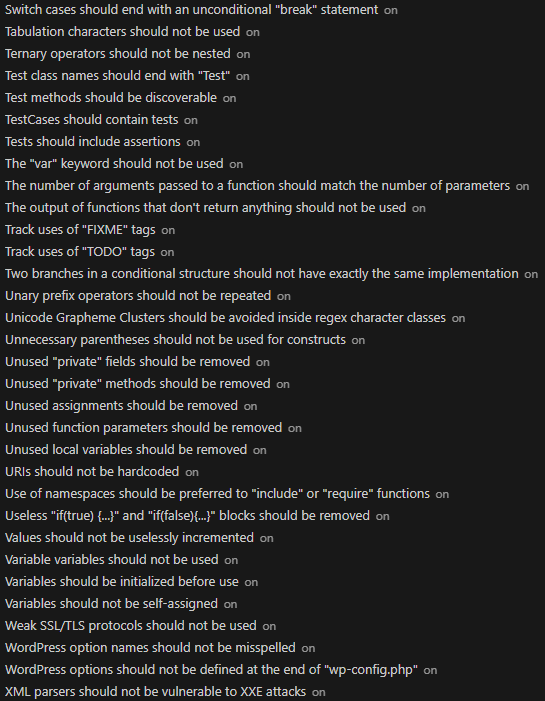 Switch cases should end with an unconditional "break" statement on
Tabulation characters should not be used on
Ternary operators should not be nested on
Test class names should end with "Test" on
Test methods should be discoverable on
TestCases should contain tests on
Tests should include assertions on
The "var" keyword should not be used on
The number of arguments passed to a function should match the number of parameters on
The output of functions that don't return anything should not be used on
Track uses of "FIXME" tags on
Track uses of "TODO" tags on
Two branches in a conditional structure should not have exactly the same implementation on
Unary prefix operators should not be repeated on
Unicode Grapheme Clusters should be avoided inside regex character classes on
Unnecessary parentheses should not be used for constructs on
Unused "private" fields should be removed on
Unused "private" methods should be removed on
Unused assignments should be removed on
Unused function parameters should be removed on
Unused local variables should be removed on
URIs should not be hardcoded on
Use of namespaces should be preferred to "include" or "require" functions on
Useless "if(true) {...}" and "if(false){...}" blocks should be removed on
Values should not be uselessly incremented on
Variable variables should not be used on
Variables should be initialized before use on
Variables should not be self-assigned on
Weak SSL/TLS protocols should not be used on
WordPress option names should not be misspelled on
WordPress options should not be defined at the end of "wp-config.php" on
XML parsers should not be vulnerable to XXE attacks on